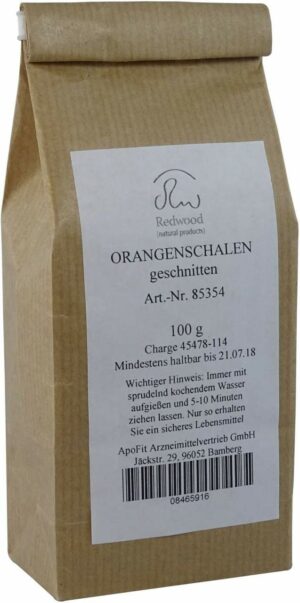 Redwood
{natural products}
ORANGENSCHALEN
geschnitten
Art.-Nr. 85354
100 g
Charge 45478-114
Mindestens haltbar bis 21.07.18
Wichtiger Hinweis: Immer mit
sprudelnd kochendem Wasser
aufgießen und 5-10 Minuten
ziehen lassen. Nur so erhalten
Sie ein sicheres Lebensmittel
ApoFit Arzneimittelvertrieb GmbH
Jäckstr. 29, 96052 Bamberg
08465916